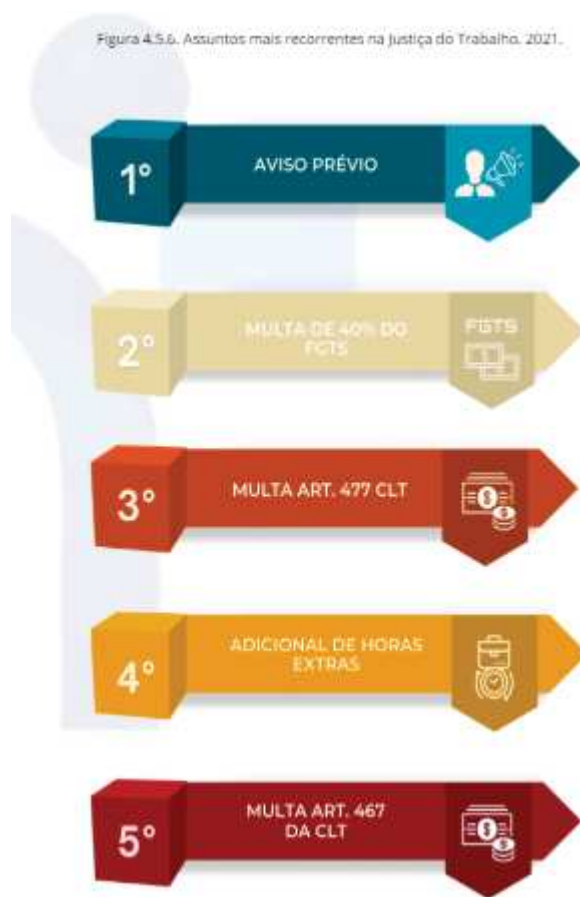 Figura 4.5.6. Assuntos mais recorrentes na Justiça do Trabalho. 2021.
1°
AVISO PRÉVIO
2°
MULTA DE 40% DO
FGTS
FGTS
3°
MULTA ART. 477 CLT
4°
ADICIONAL DE HORAS
EXTRAS
5°
MULTA ART. 467
DA CLT